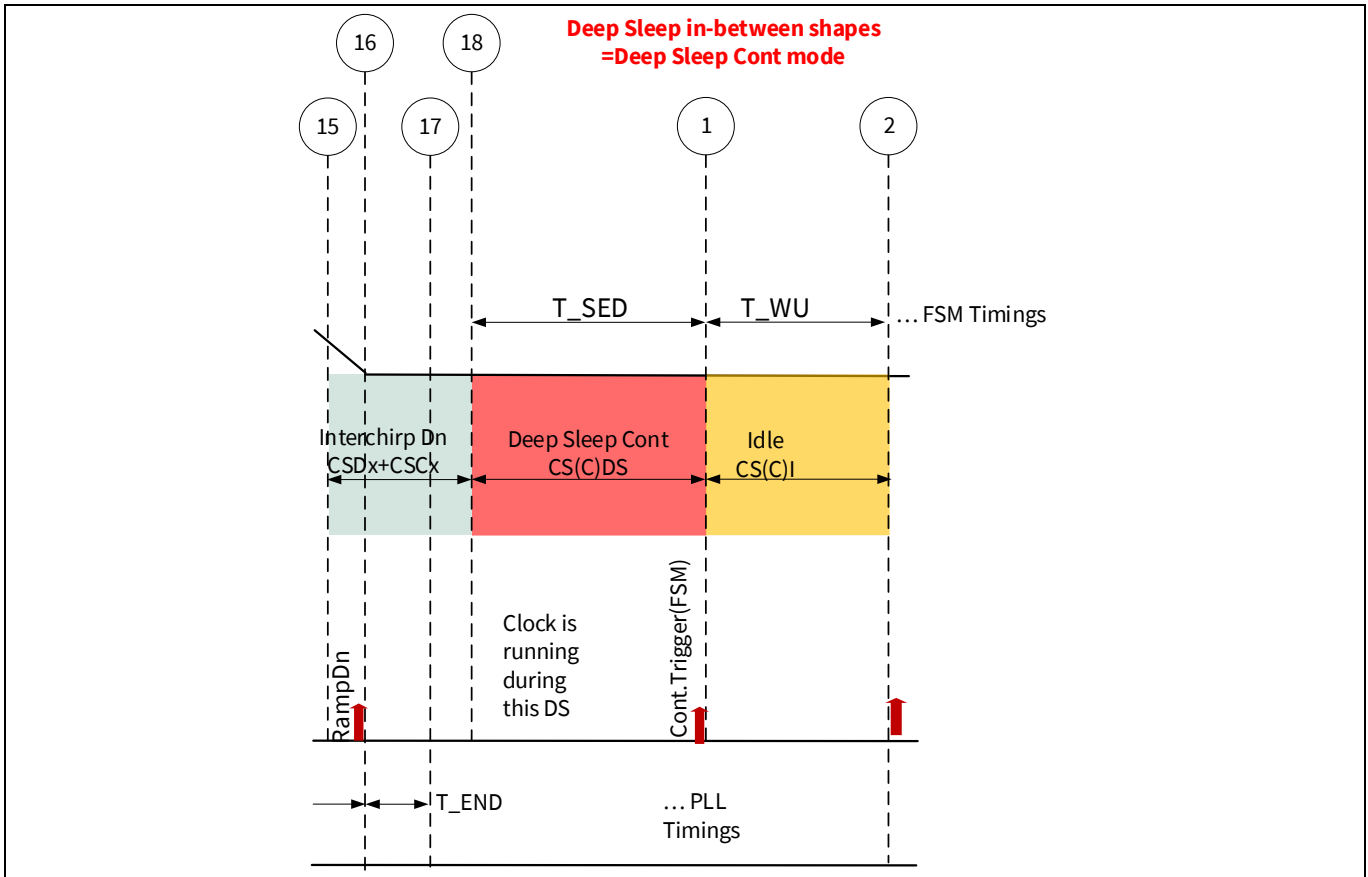 Deep Sleep in-between shapes
=Deep Sleep Cont mode
16
18
15
17
1
2
T_SED
T_WU
... FSM Timings
Interchirp Dn
CSDx+CSCx
Deep Sleep Cont
CS(C)DS
Idle
CS(C)I
RampDn
Clock is
running
during
this DS
Cont.Trigger(FSM)
T_END
... PLL
Timings